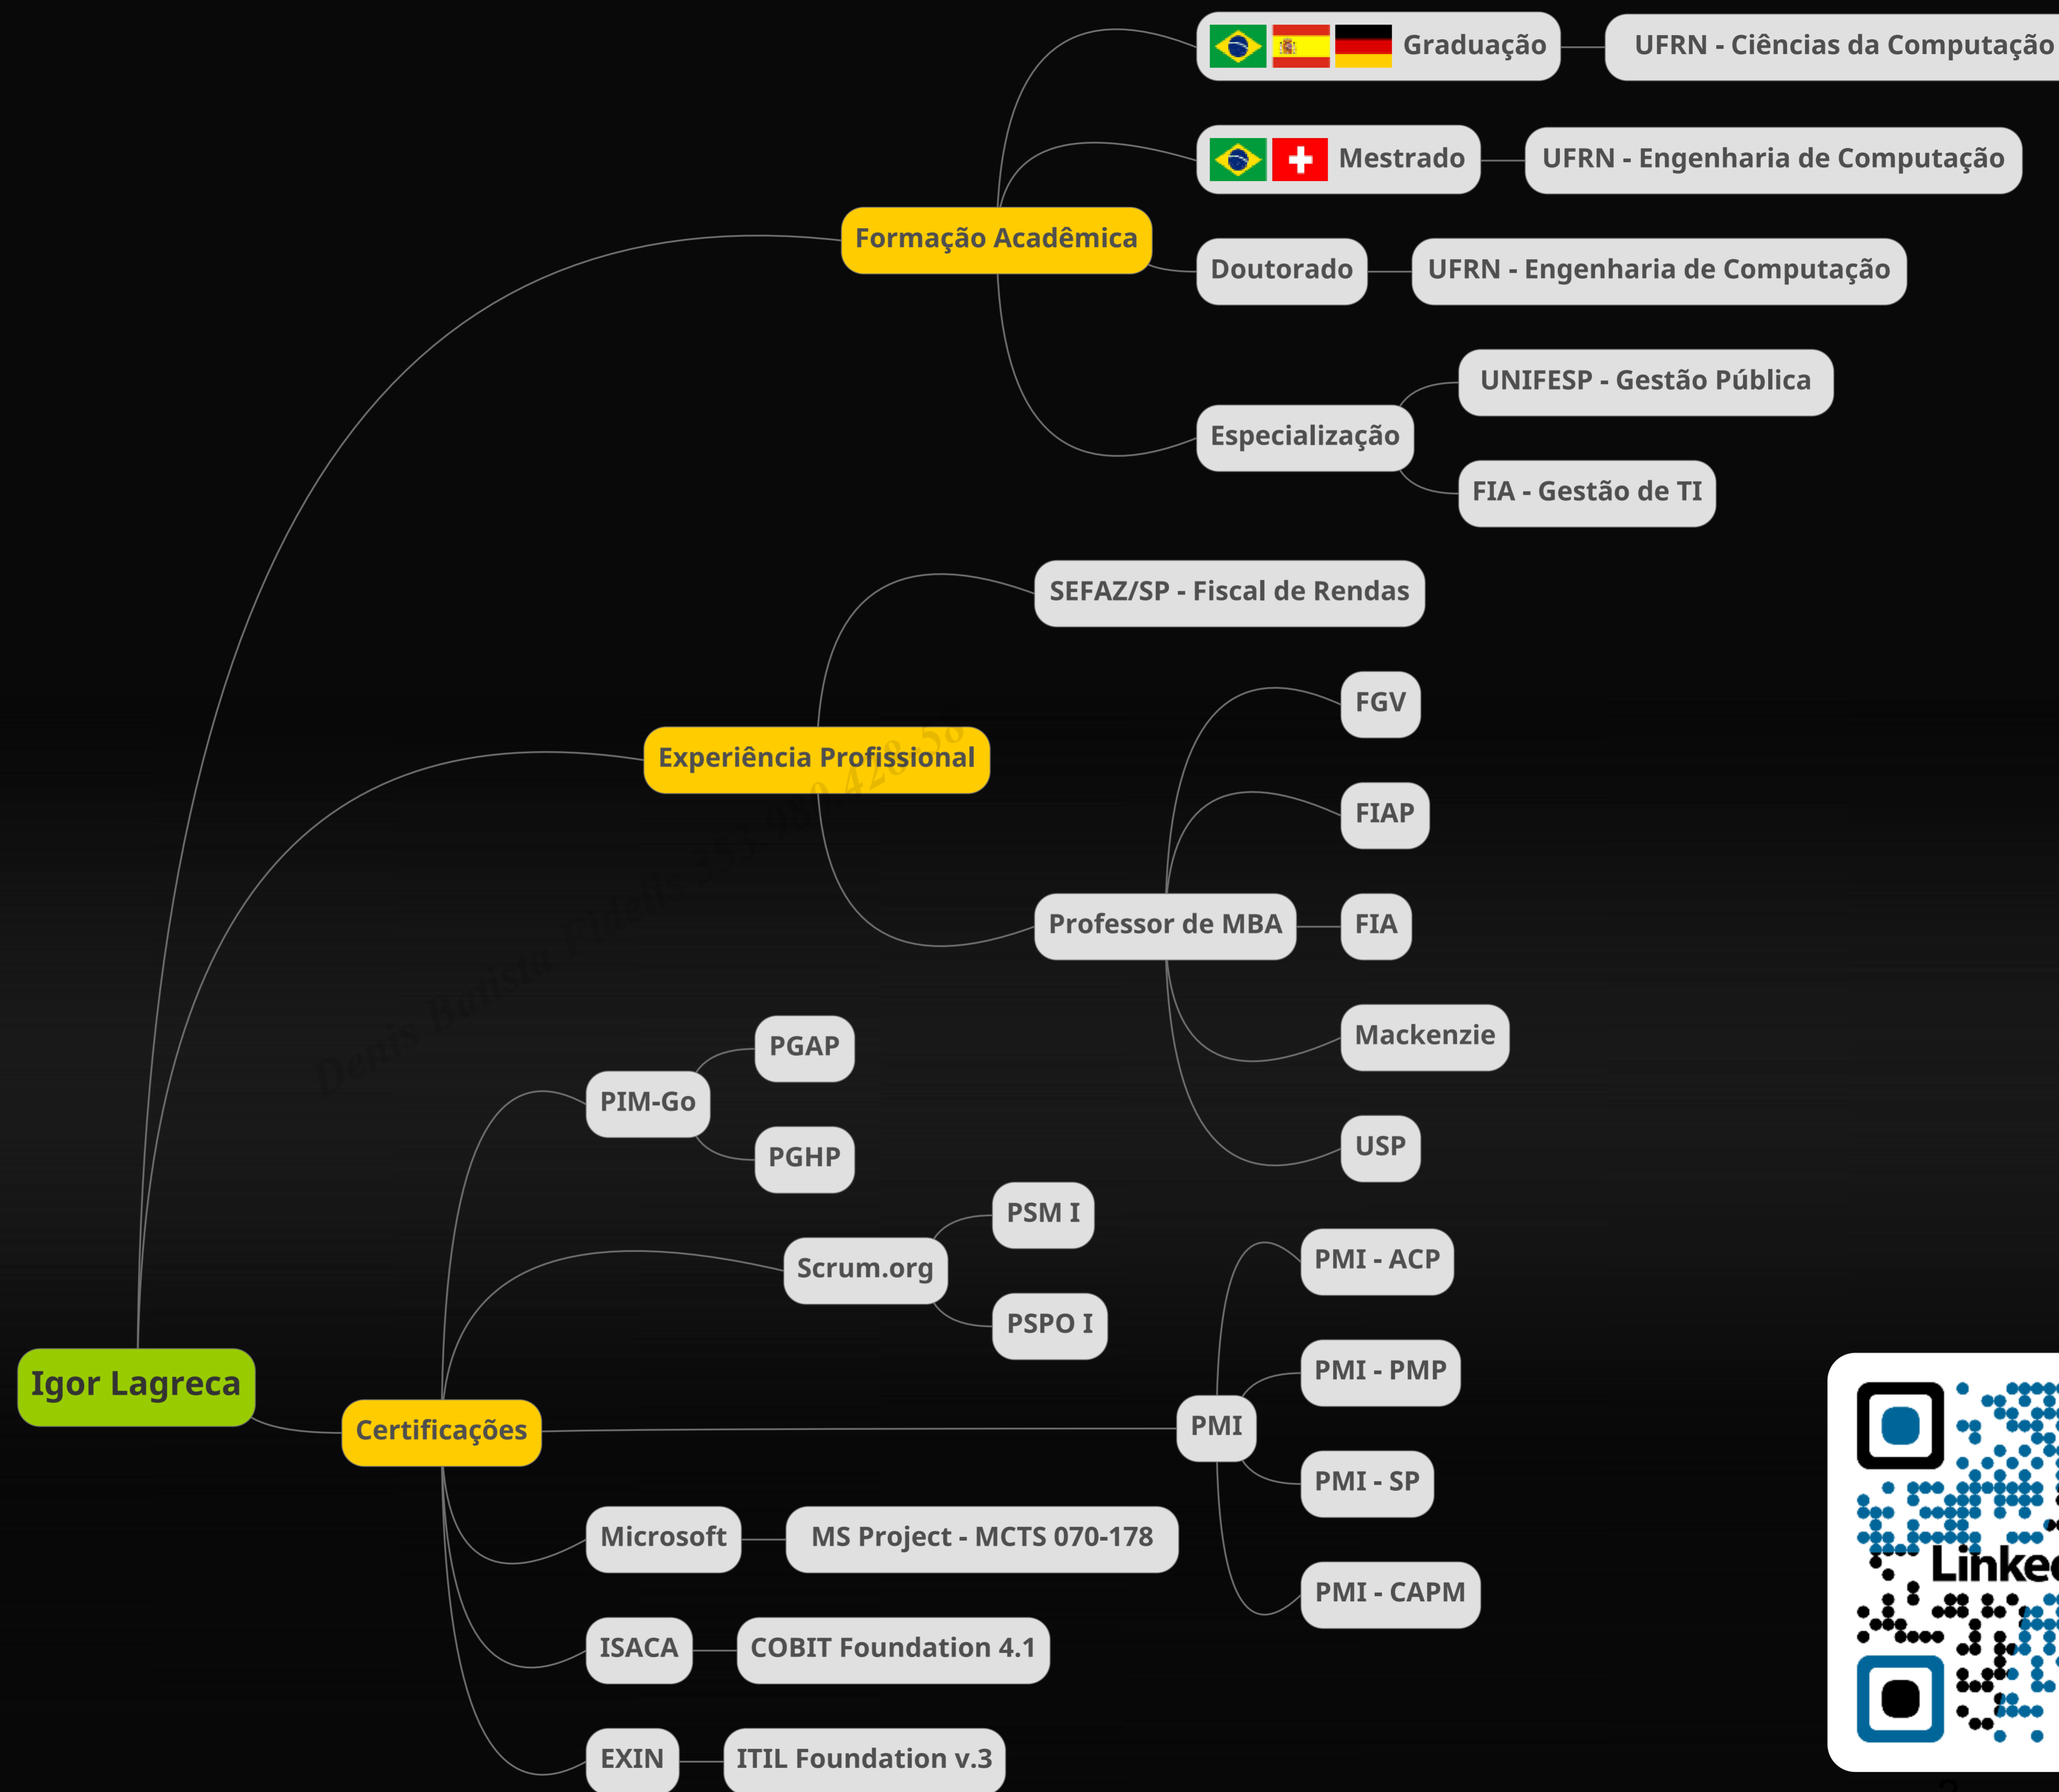 Graduação
UFRN - Ciências da Computação
Mestrado
UFRN - Engenharia de Computação
Formação Acadêmica
Doutorado
UFRN - Engenharia de Computação
UNIFESP - Gestão Pública
Especialização
FIA - Gestão de TI
SEFAZ/SP - Fiscal de Rendas
FGV
Experiência Profissional
FIAP
Professor de MBA
FIA
Mackenzie
PGAP
PIM-Go
USP
PGHP
PSM I
Scrum.org
PMI - ACP
PSPO I
Igor Lagreca
PMI - PMP
Certificações
PMI
PMI - SP
Microsoft
MS Project - MCTS 070-178
PMI - CAPM
ISACA
COBIT Foundation 4.1
EXIN
ITIL Foundation v.3
Denis Batista Fidelis